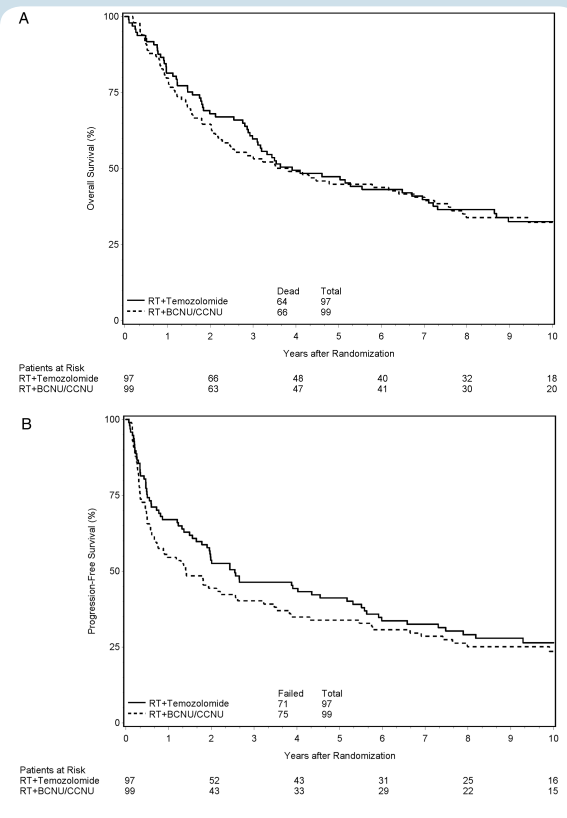 A
100
75
50
25
0
Overall Survival (%)
Dead Total
RT+Temozolomide 64 97
RT+BCNU/CCNU 66 99
0 1 2 3 4 5 6 7 8 9 10
Years after Randomization
Patients at Risk
RT+Temozolomide 97 66 48 40 32 18
RT+BCNU/CCNU 99 63 47 41 30 20
B
100
75
50
25
0
Progression-Free Survival (%)
Failed Total
RT+Temozolomide 71 97
RT+BCNU/CCNU 75 99
0 1 2 3 4 5 6 7 8 9 10
Years after Randomization
Patients at Risk
RT+Temozolomide 97 52 43 31 25 16
RT+BCNU/CCNU 99 43 33 29 22 15